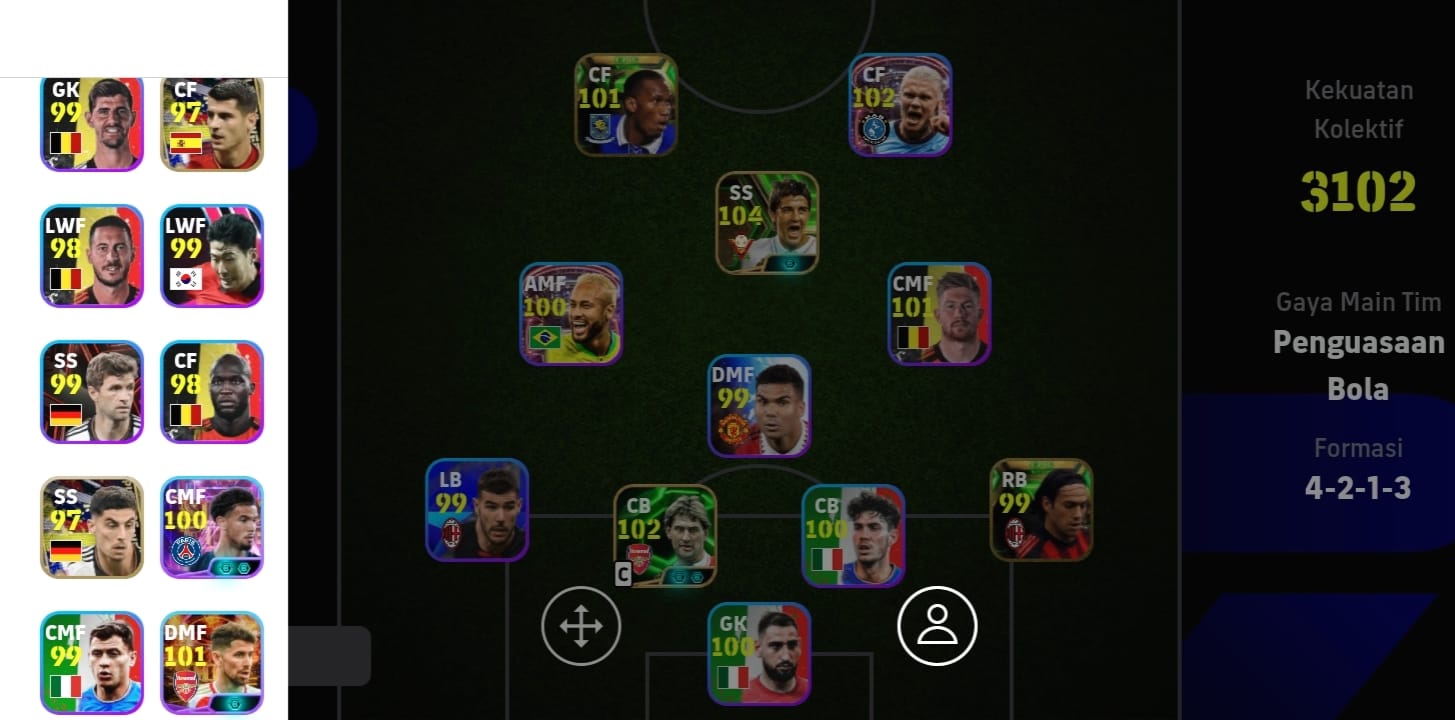 GK
99
CF
97
LWF
98
LWF
99
SS
99
CF
98
SS
97
CMF
100
CMF
99
DMF
101
CF
101
CF
102
SS
104
AMF
100
CMF
101
DMF
99
LB
99
CB
102
C
CB
100
RB
99
GK
100
Kekuatan
Kolektif
3102
Gaya Main Tim
Penguasaan
Bola
Formasi
4-2-1-3